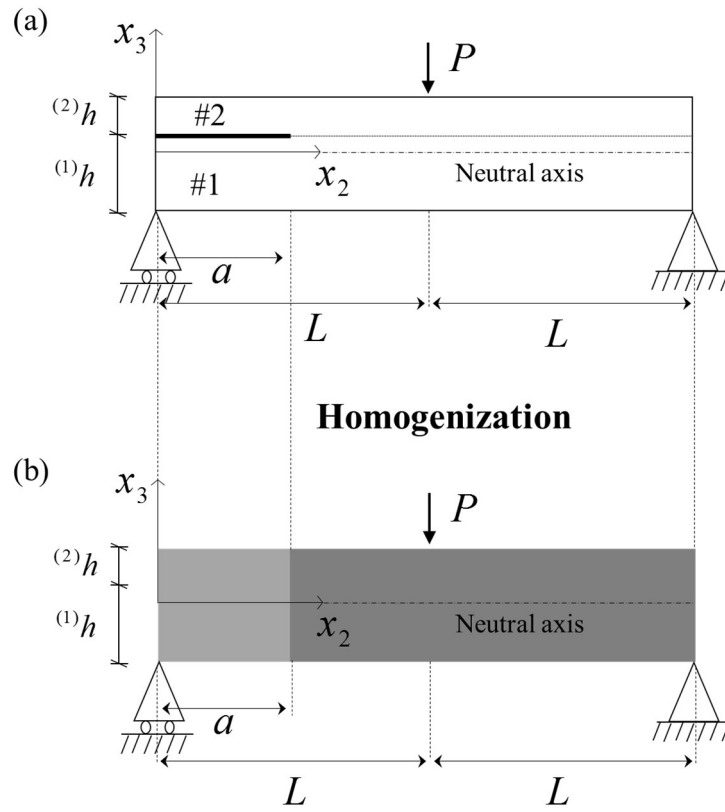 (a)
x₃
P
⁽²⁾h
#2
⁽¹⁾h
#1
x₂
Neutral axis
a
L
L
Homogenization
(b)
x₃
P
⁽²⁾h
⁽¹⁾h
x₂
Neutral axis
a
L
L